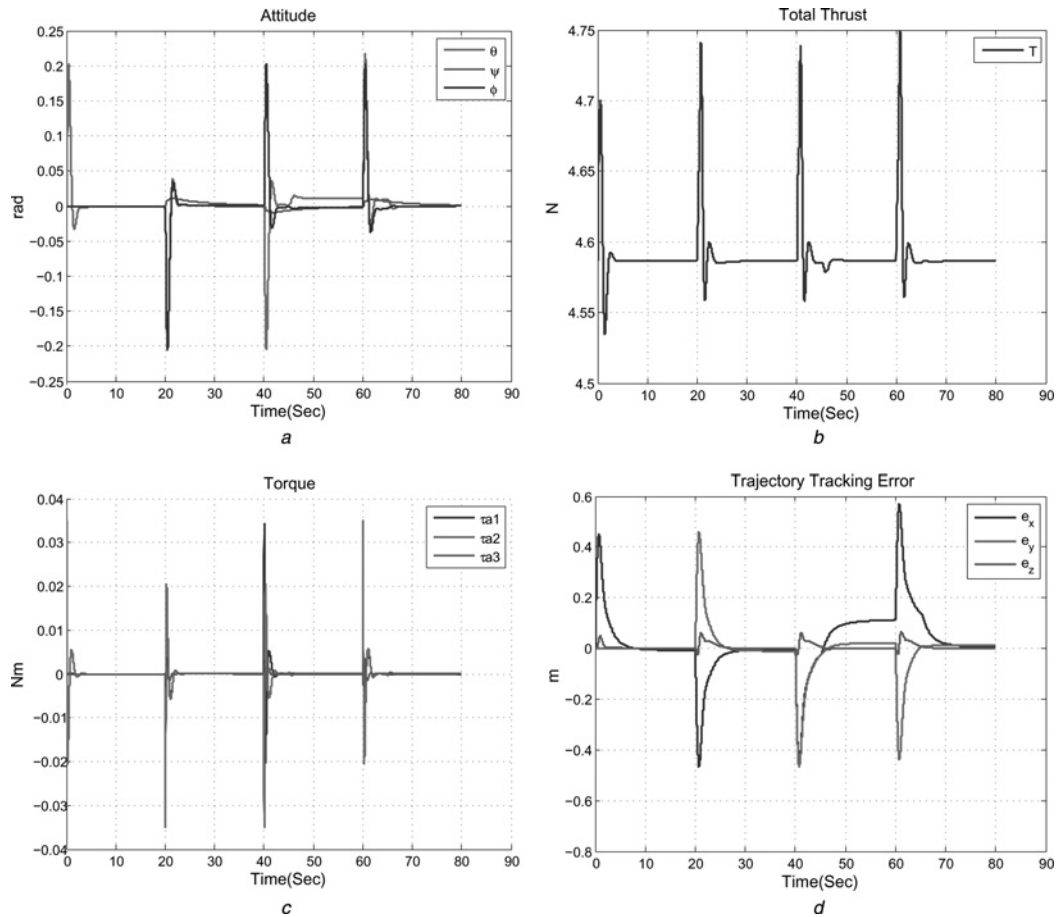 Attitude
0.25
0.2
0.15
0.1
0.05
0
−0.05
−0.1
−0.15
−0.2
−0.25
rad
θ
ψ
ϕ
0 10 20 30 40 50 60 70 80 90
Time(Sec)
a
Total Thrust
4.75
4.7
4.65
4.6
4.55
4.5
N
T
0 10 20 30 40 50 60 70 80 90
Time(Sec)
b
Torque
0.04
0.03
0.02
0.01
0
−0.01
−0.02
−0.03
−0.04
Nm
τa1
τa2
τa3
0 10 20 30 40 50 60 70 80 90
Time(Sec)
c
Trajectory Tracking Error
0.6
0.4
0.2
0
−0.2
−0.4
−0.6
−0.8
m
e_x
e_y
e_z
0 10 20 30 40 50 60 70 80 90
Time(Sec)
d